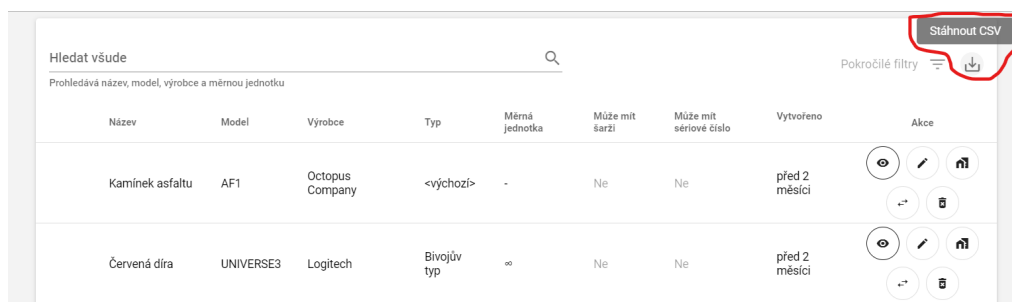 Stáhnout CSV
Hledat všude
Pokročilé filtry
Prohledává název, model, výrobce a měrnou jednotku
Název Model Výrobce Typ Měrná jednotka Může mít šarži Může mít sériové číslo Vytvořeno Akce
Kamínek asfaltu AF1 Octopus Company <výchozí> - Ne Ne před 2 měsíci
Červená díra UNIVERSE3 Logitech Bivojův typ ∞ Ne Ne před 2 měsíci